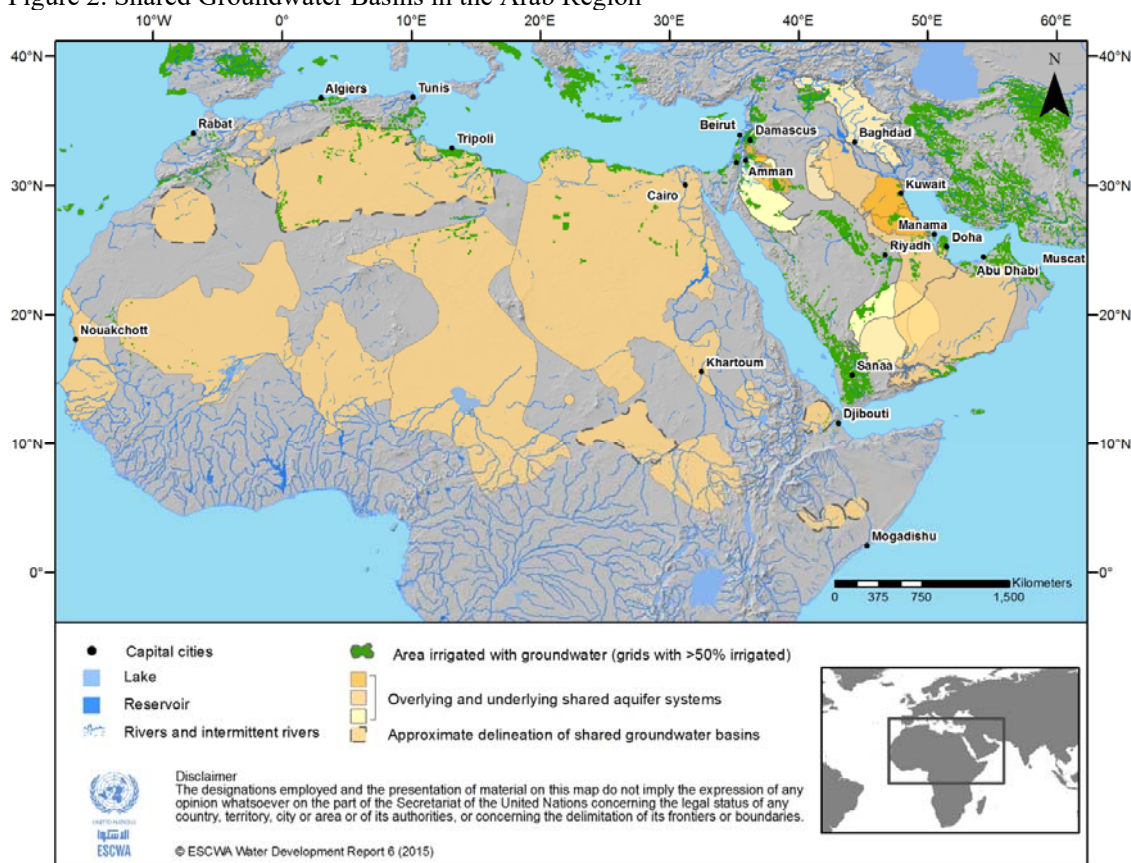 Figure 2: Shared Groundwater Basins in the Arab Region
10°W 0° 10°E 20°E 30°E 40°E 50°E 60°E
40°N 40°N
Algiers
Tunis
Rabat
Tripoli
Beirut
Damascus
Baghdad
Amman
30°N 30°N
Cairo
Kuwait
Manama
Doha
Riyadh
Abu Dhabi
Muscat
20°N 20°N
Nouakchott
Khartoum
Sanaa
Djibouti
10°N 10°N
Mogadishu
0° 0°
N
Kilometers
0 375 750 1,500
Capital cities
Lake
Reservoir
Rivers and intermittent rivers
Area irrigated with groundwater (grids with >50% irrigated)
Overlying and underlying shared aquifer systems
Approximate delineation of shared groundwater basins
UNITED NATIONS
الاسكوا
ESCWA
Disclaimer
The designations employed and the presentation of material on this map do not imply the expression of any
opinion whatsoever on the part of the Secretariat of the United Nations concerning the legal status of any
country, territory, city or area or of its authorities, or concerning the delimitation of its frontiers or boundaries.
© ESCWA Water Development Report 6 (2015)